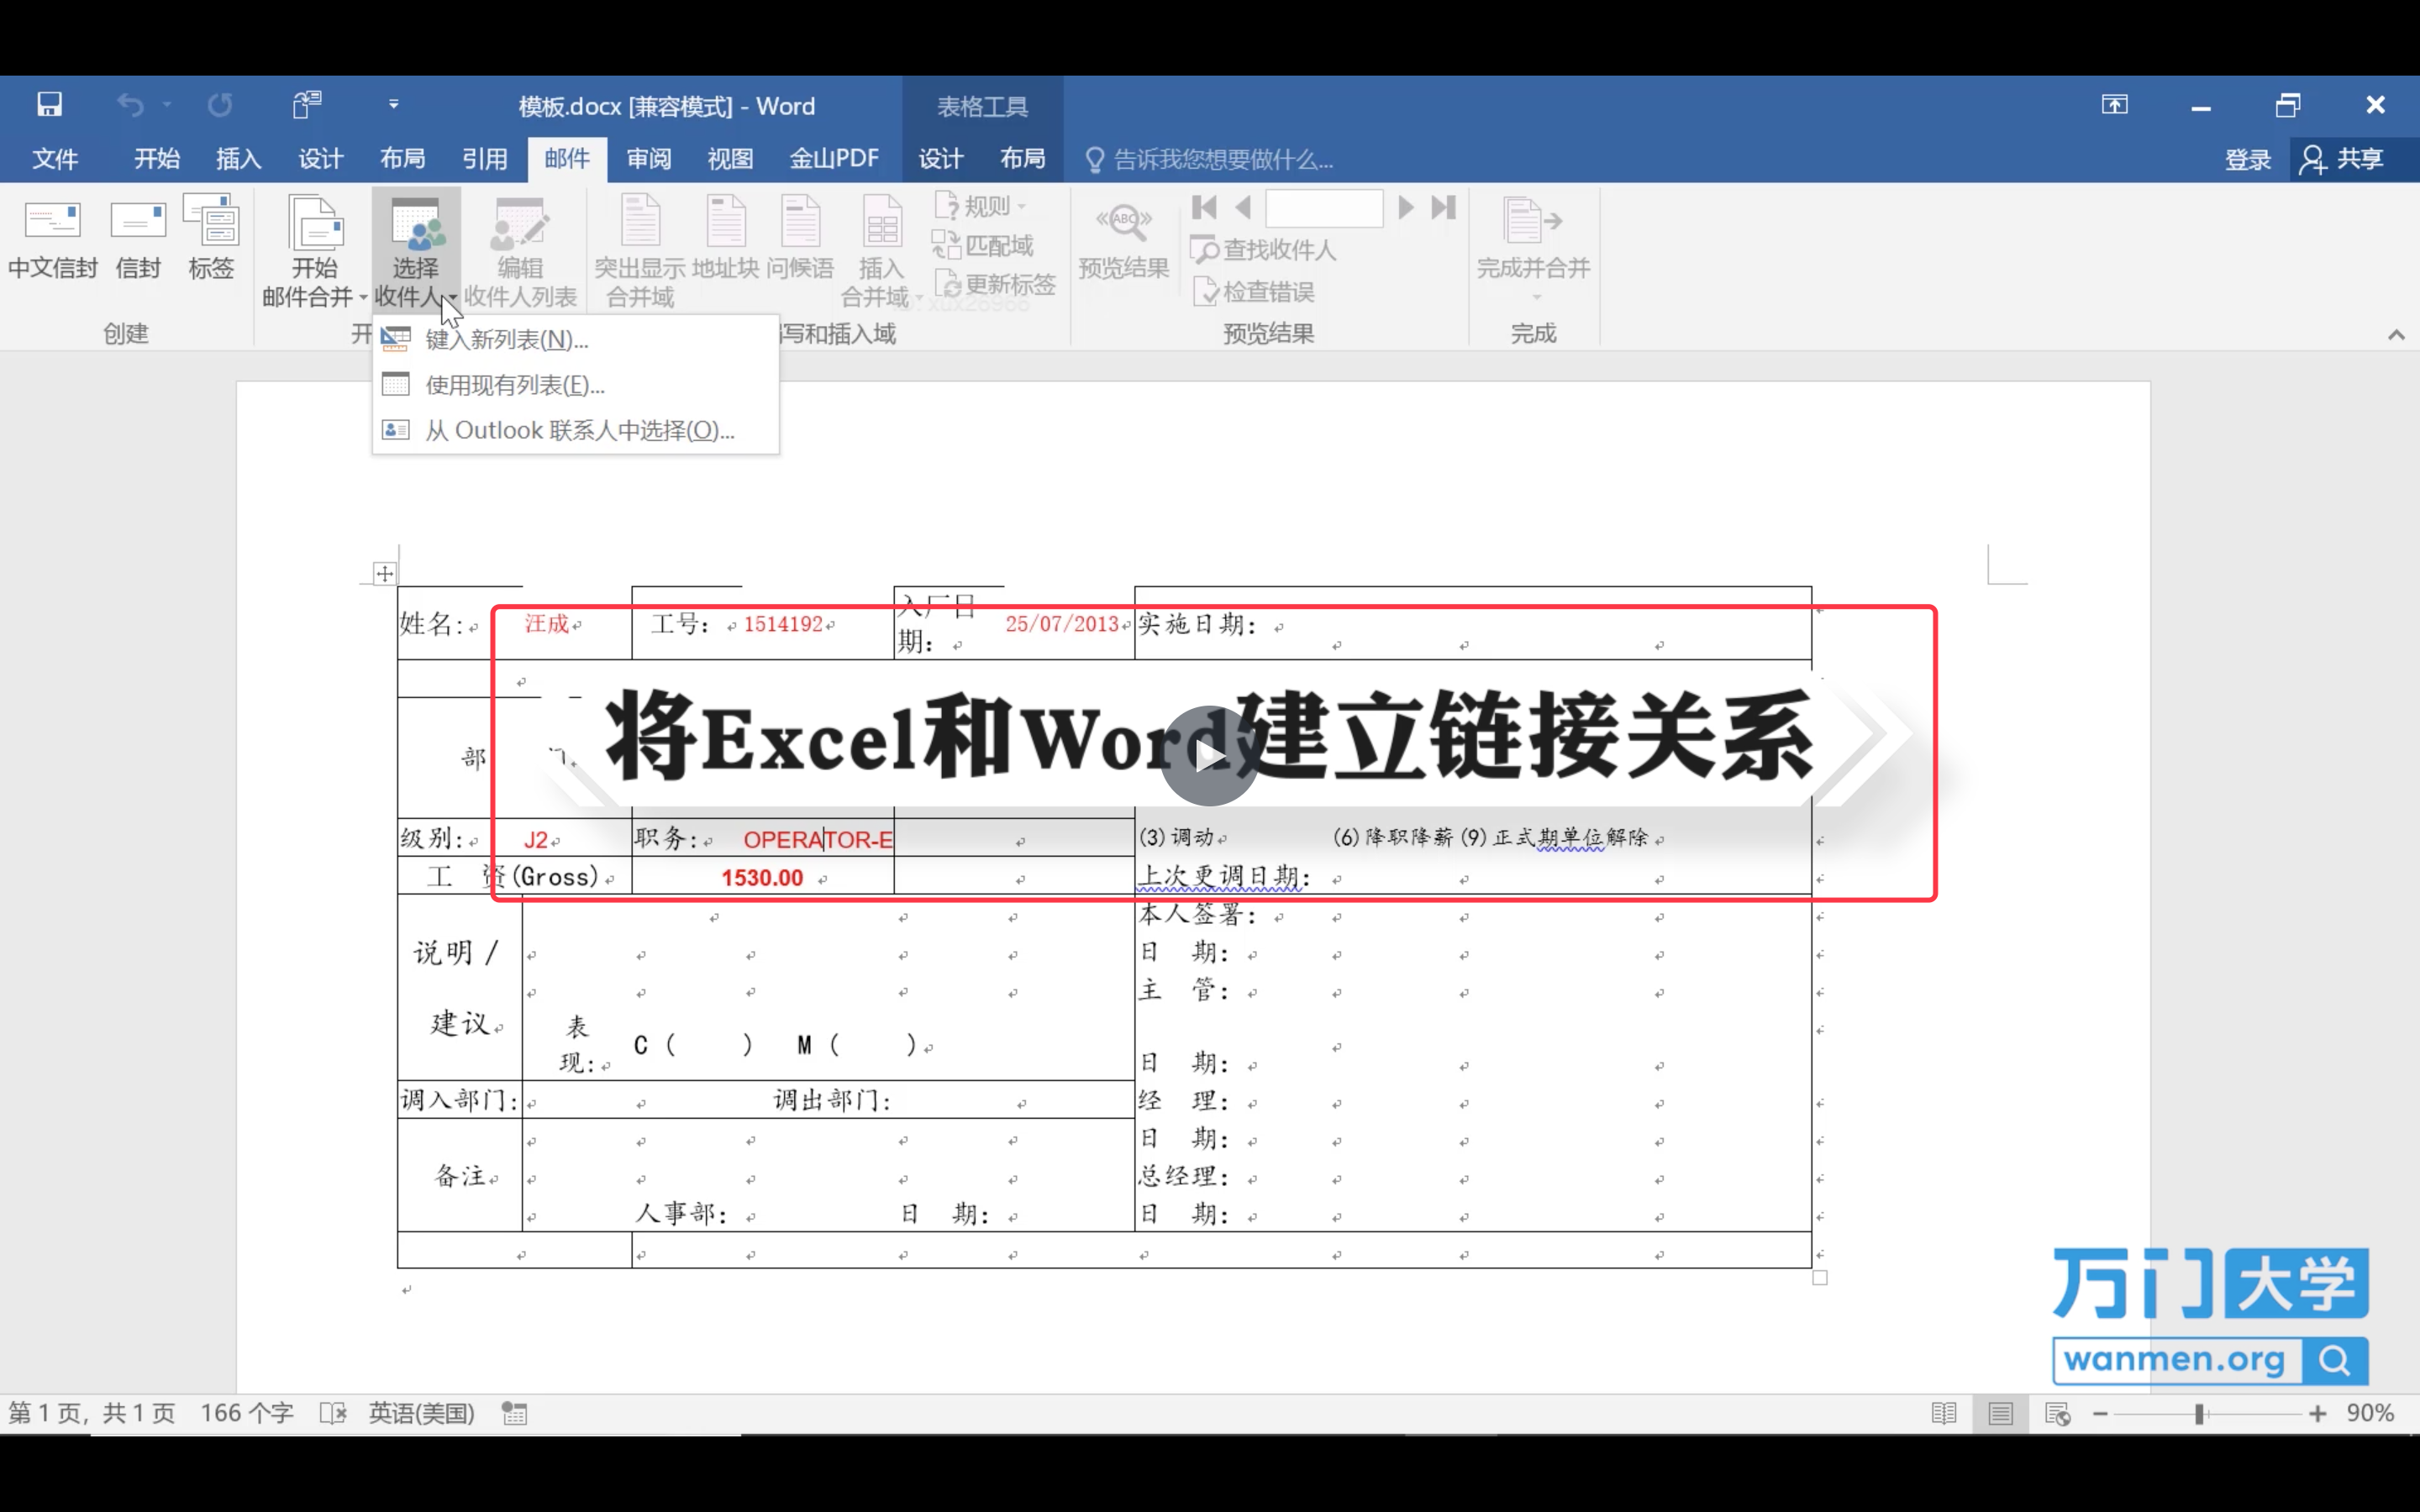 模板.docx [兼容模式] - Word
表格工具
文件 开始 插入 设计 布局 引用 邮件 审阅 视图 金山PDF 设计 布局 告诉我您想要做什么... 登录 共享
中文信封 信封 标签 开始邮件合并 选择收件人 编辑收件人列表 突出显示合并域 地址块 问候语 插入合并域
规则
匹配域
更新标签
预览结果
查找收件人
检查错误
完成并合并
创建 开 写和插入域 预览结果 完成
键入新列表(N)...
使用现有列表(E)...
从 Outlook 联系人中选择(O)...
姓名: 汪成 工号: 1514192 入厂日期: 25/07/2013 实施日期:
将Excel和Word建立链接关系
部
级别: J2 职务: OPERATOR-E (3)调动 (6)降职降薪 (9)正式期单位解除
工 资(Gross) 1530.00 上次更调日期:
本人签署:
说明/ 日 期:
主 管:
建议 表现: C ( ) M ( )
日 期:
调入部门: 调出部门: 经 理:
日 期:
备注 总经理:
人事部: 日 期: 日 期:
万门大学
wanmen.org
第 1 页, 共 1 页 166 个字 英语(美国) 90%